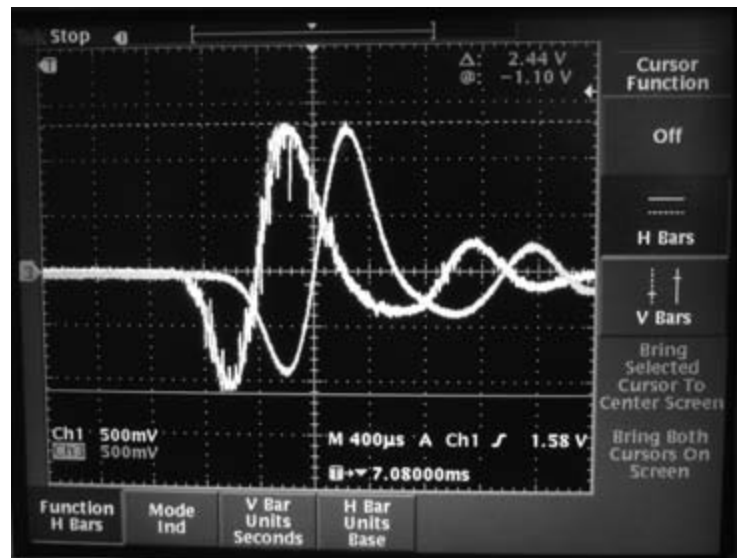 Stop
Δ: 2.44 V
@: -1.10 V
Cursor
Function
Off
H Bars
V Bars
Bring
Selected
Cursor To
Center Screen
Bring Both
Cursors On
Screen
Ch1 500mV
500mV
M 400µs A Ch1 1.58 V
7.08000ms
Function
H Bars
Mode
Ind
V Bar
Units
Seconds
H Bar
Units
Base